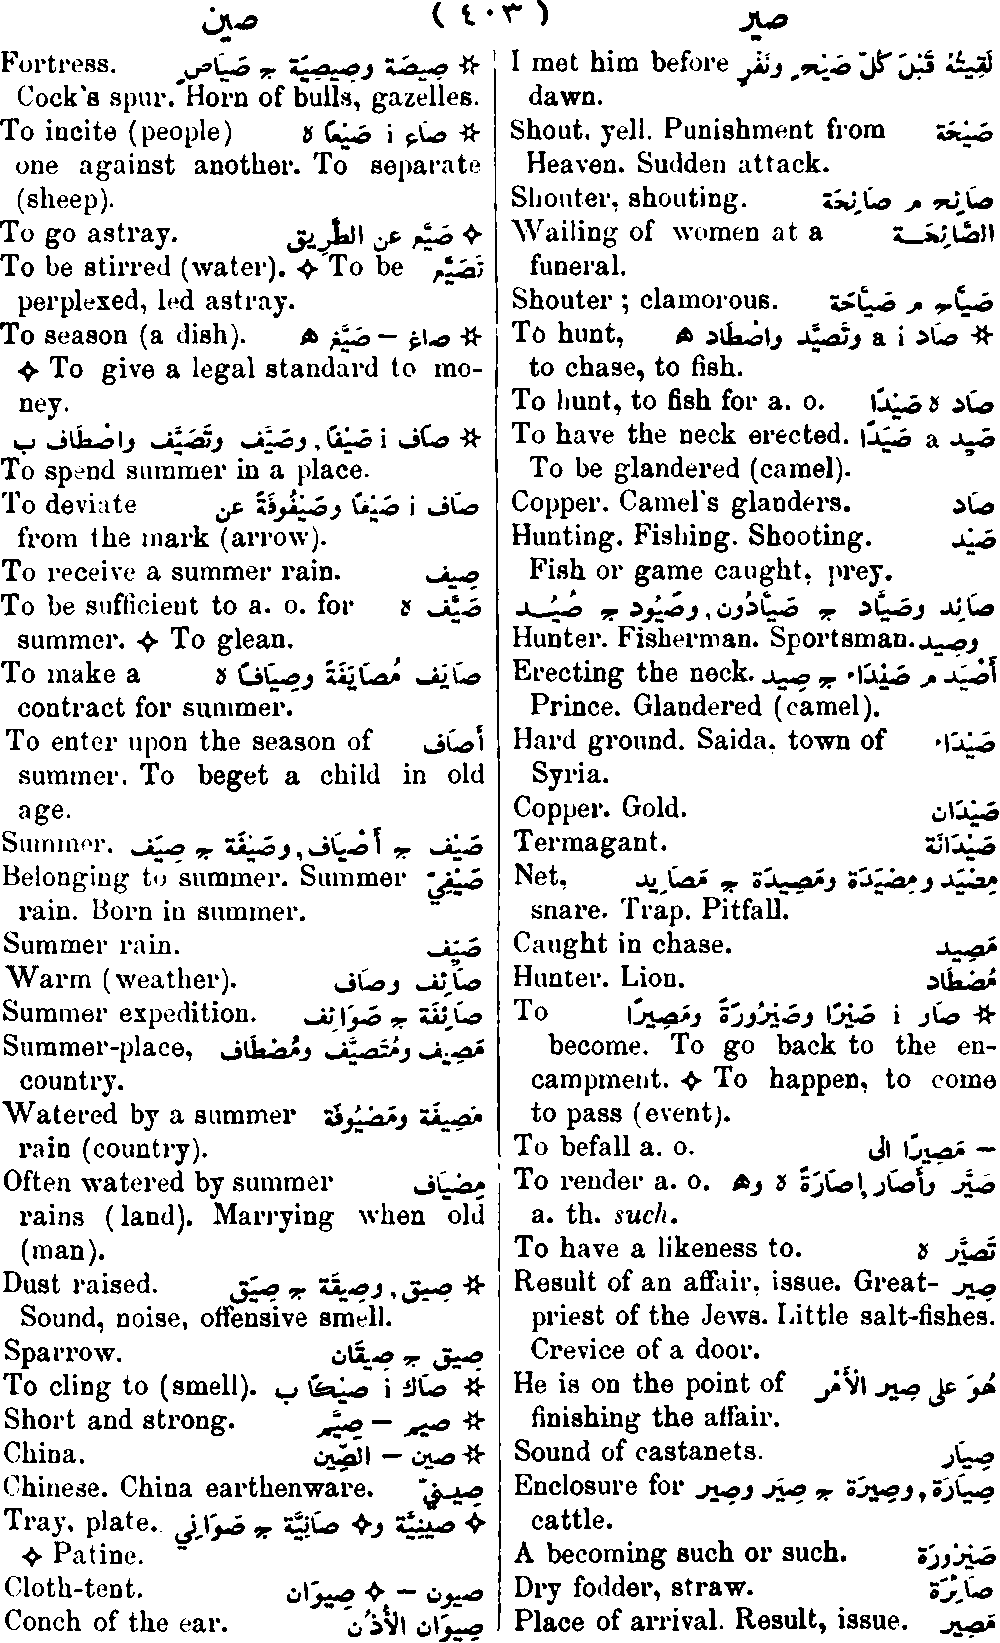 صير ( ٤٠٣ ) صين
I met him before لَقِيتُهُ قَبْلَ كُلِّ صَيْحٍ ونَفْرٍ
dawn.
Shout, yell. Punishment from صَيْحَة
Heaven. Sudden attack.
Shouter, shouting. صَائِح م صَائِحَة
Wailing of women at a الصَّائِحَـة
funeral.
Shouter ; clamorous. صَيَّاح م صَيَّاحَة
To hunt, ☆ صَاد a i وتَصيَّد واصْطَاد ه
to chase, to fish.
To hunt, to fish for a. o. صَاد لا صَيْدًا
To have the neck erected. صَيِد a صَيَدًا
To be glandered (camel).
Copper. Camel's glanders. صَاد
Hunting. Fishing. Shooting. صَيْد
Fish or game caught, prey.
صَائِد وصَيَّاد ج صَيَّادُون, وصَيُود ج صُيُـد
Hunter. Fisherman. Sportsman. وصِيد
Erecting the neck. أَصْيَد م صَيْدَاء ج صِيد
Prince. Glandered (camel).
Hard ground. Saida, town of صَيْدَاء
Syria.
Copper. Gold. صَيْدَان
Termagant. صَيْدَانَة
Net, مِصْيَد ومِصْيَدَة ومَصِيدَة ج مَصَايِد
snare. Trap. Pitfall.
Caught in chase. مَصِيد
Hunter. Lion. مُصْطَاد
To ☆ صَار i صَيْرًا وصَيْرُورَةً ومَصِيرًا
become. To go back to the en-
campment. ✧ To happen, to come
to pass (event).
To befall a. o. – مَصِيرًا الى
To render a. o. صَيَّر وأَصَار إِصَارَةً لا وه
a. th. such.
To have a likeness to. تَصَيَّر لا
Result of an affair, issue. Great- صِير
priest of the Jews. Little salt-fishes.
Crevice of a door.
He is on the point of هُوَ على صِير الأَمْر
finishing the affair.
Sound of castanets. صِيَار
Enclosure for صِيَارَة, وصِيرَة ج صِيَر وصِير
cattle.
A becoming such or such. صَيْرُورَة
Dry fodder, straw. صَائِرَة
Place of arrival. Result, issue. مَصِير
Fortress. ☆ صِيصَة وصِيصِيَة ج صَيَاصٍ
Cock's spur. Horn of bulls, gazelles.
To incite (people) ☆ صَاع i صَيْعًا لا
one against another. To separate
(sheep).
To go astray. ✧ صَيَّع عن الطَّرِيق
To be stirred (water). ✧ To be تَصَيَّع
perplexed, led astray.
To season (a dish). ☆ صاغ – صَيَّغ ه
✧ To give a legal standard to mo-
ney.
☆ صَاف i صَيْفًا, وصَيَّف وتَصَيَّف واصْطَاف ب
To spend summer in a place.
To deviate صَاف i صَيْفًا وصَيْفُوفَةً عن
from the mark (arrow).
To receive a summer rain. صِيف
To be sufficient to a. o. for صَيَّف لا
summer. ✧ To glean.
To make a صَايَف مُصَايَفَةً وصِيَافًا لا
contract for summer.
To enter upon the season of أَصَاف
summer. To beget a child in old
age.
Summer. صَيْف ج أَصْيَاف, وصَيْفَة ج صِيَف
Belonging to summer. Summer صَيْفِيّ
rain. Born in summer.
Summer rain. صَيِّف
Warm (weather). صَائِف وصَاف
Summer expedition. صَائِفَة ج صَوَائِف
Summer-place, مَصِيف ومُتَصيَّف ومُصْطَاف
country.
Watered by a summer مَصِيفَة ومَصْيُوفَة
rain (country).
Often watered by summer مِصْيَاف
rains (land). Marrying when old
(man).
Dust raised. ☆ صِيق, وصِيقَة ج صِيَق
Sound, noise, offensive smell.
Sparrow. صِيق ج صِيقَان
To cling to (smell). ☆ صَاك i صَيْكًا ب
Short and strong. ☆ صيم – صِيَّم
China. ☆ صين – الصِّين
Chinese. China earthenware. صِينِيّ
Tray, plate. ✧ صِينِيَّة و✧ صَانِيَّة ج صَوَانِي
✧ Patine.
Cloth-tent. صيون – ✧ صِيوَان
Conch of the ear. صِيوَان الأُذُن